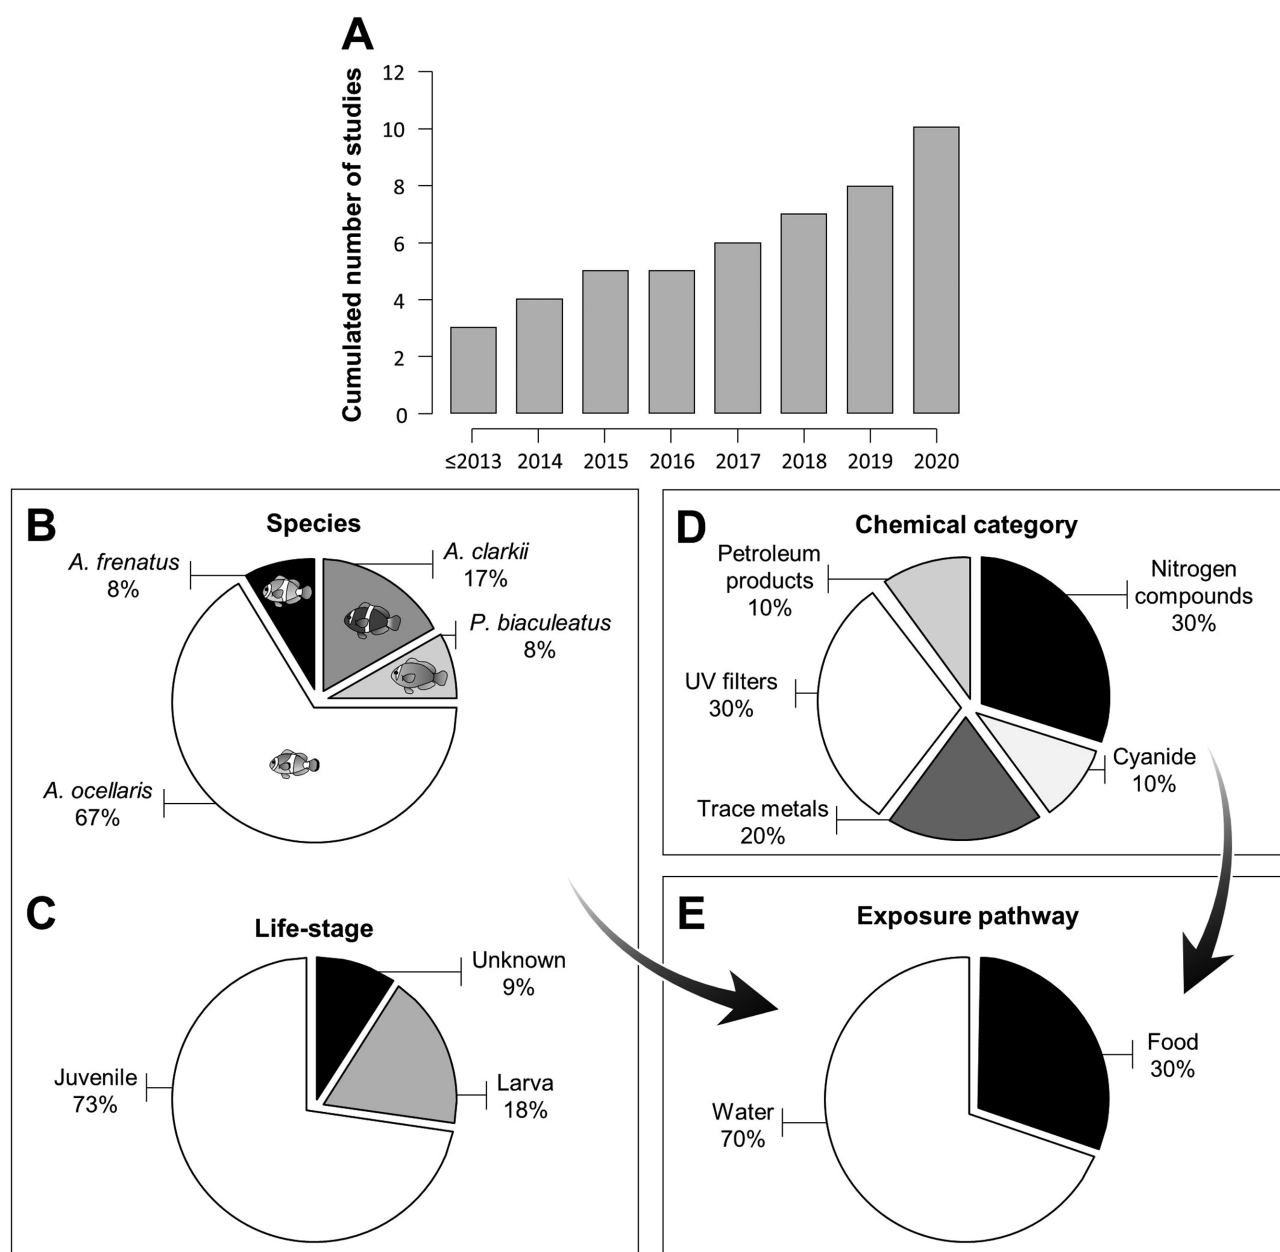 A
Cumulated number of studies
12
10
8
6
4
2
0
≤2013 2014 2015 2016 2017 2018 2019 2020
B
Species
A. frenatus
8%
A. clarkii
17%
P. biaculeatus
8%
A. ocellaris
67%
C
Life-stage
Unknown
9%
Larva
18%
Juvenile
73%
D
Chemical category
Petroleum
products
10%
Nitrogen
compounds
30%
UV filters
30%
Cyanide
10%
Trace metals
20%
E
Exposure pathway
Food
30%
Water
70%